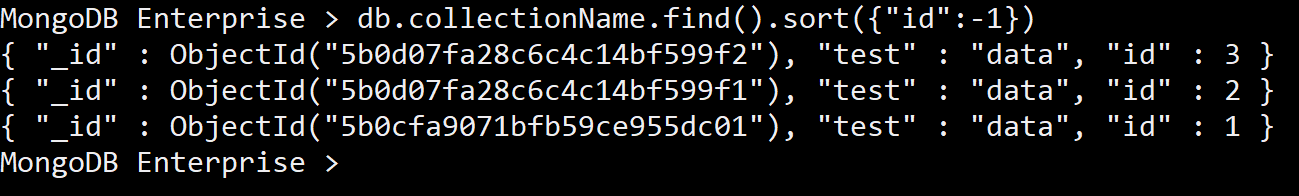 MongoDB Enterprise > db.collectionName.find().sort({"id":-1})
{ "_id" : ObjectId("5b0d07fa28c6c4c14bf599f2"), "test" : "data", "id" : 3 }
{ "_id" : ObjectId("5b0d07fa28c6c4c14bf599f1"), "test" : "data", "id" : 2 }
{ "_id" : ObjectId("5b0cfa9071bfb59ce955dc01"), "test" : "data", "id" : 1 }
MongoDB Enterprise >